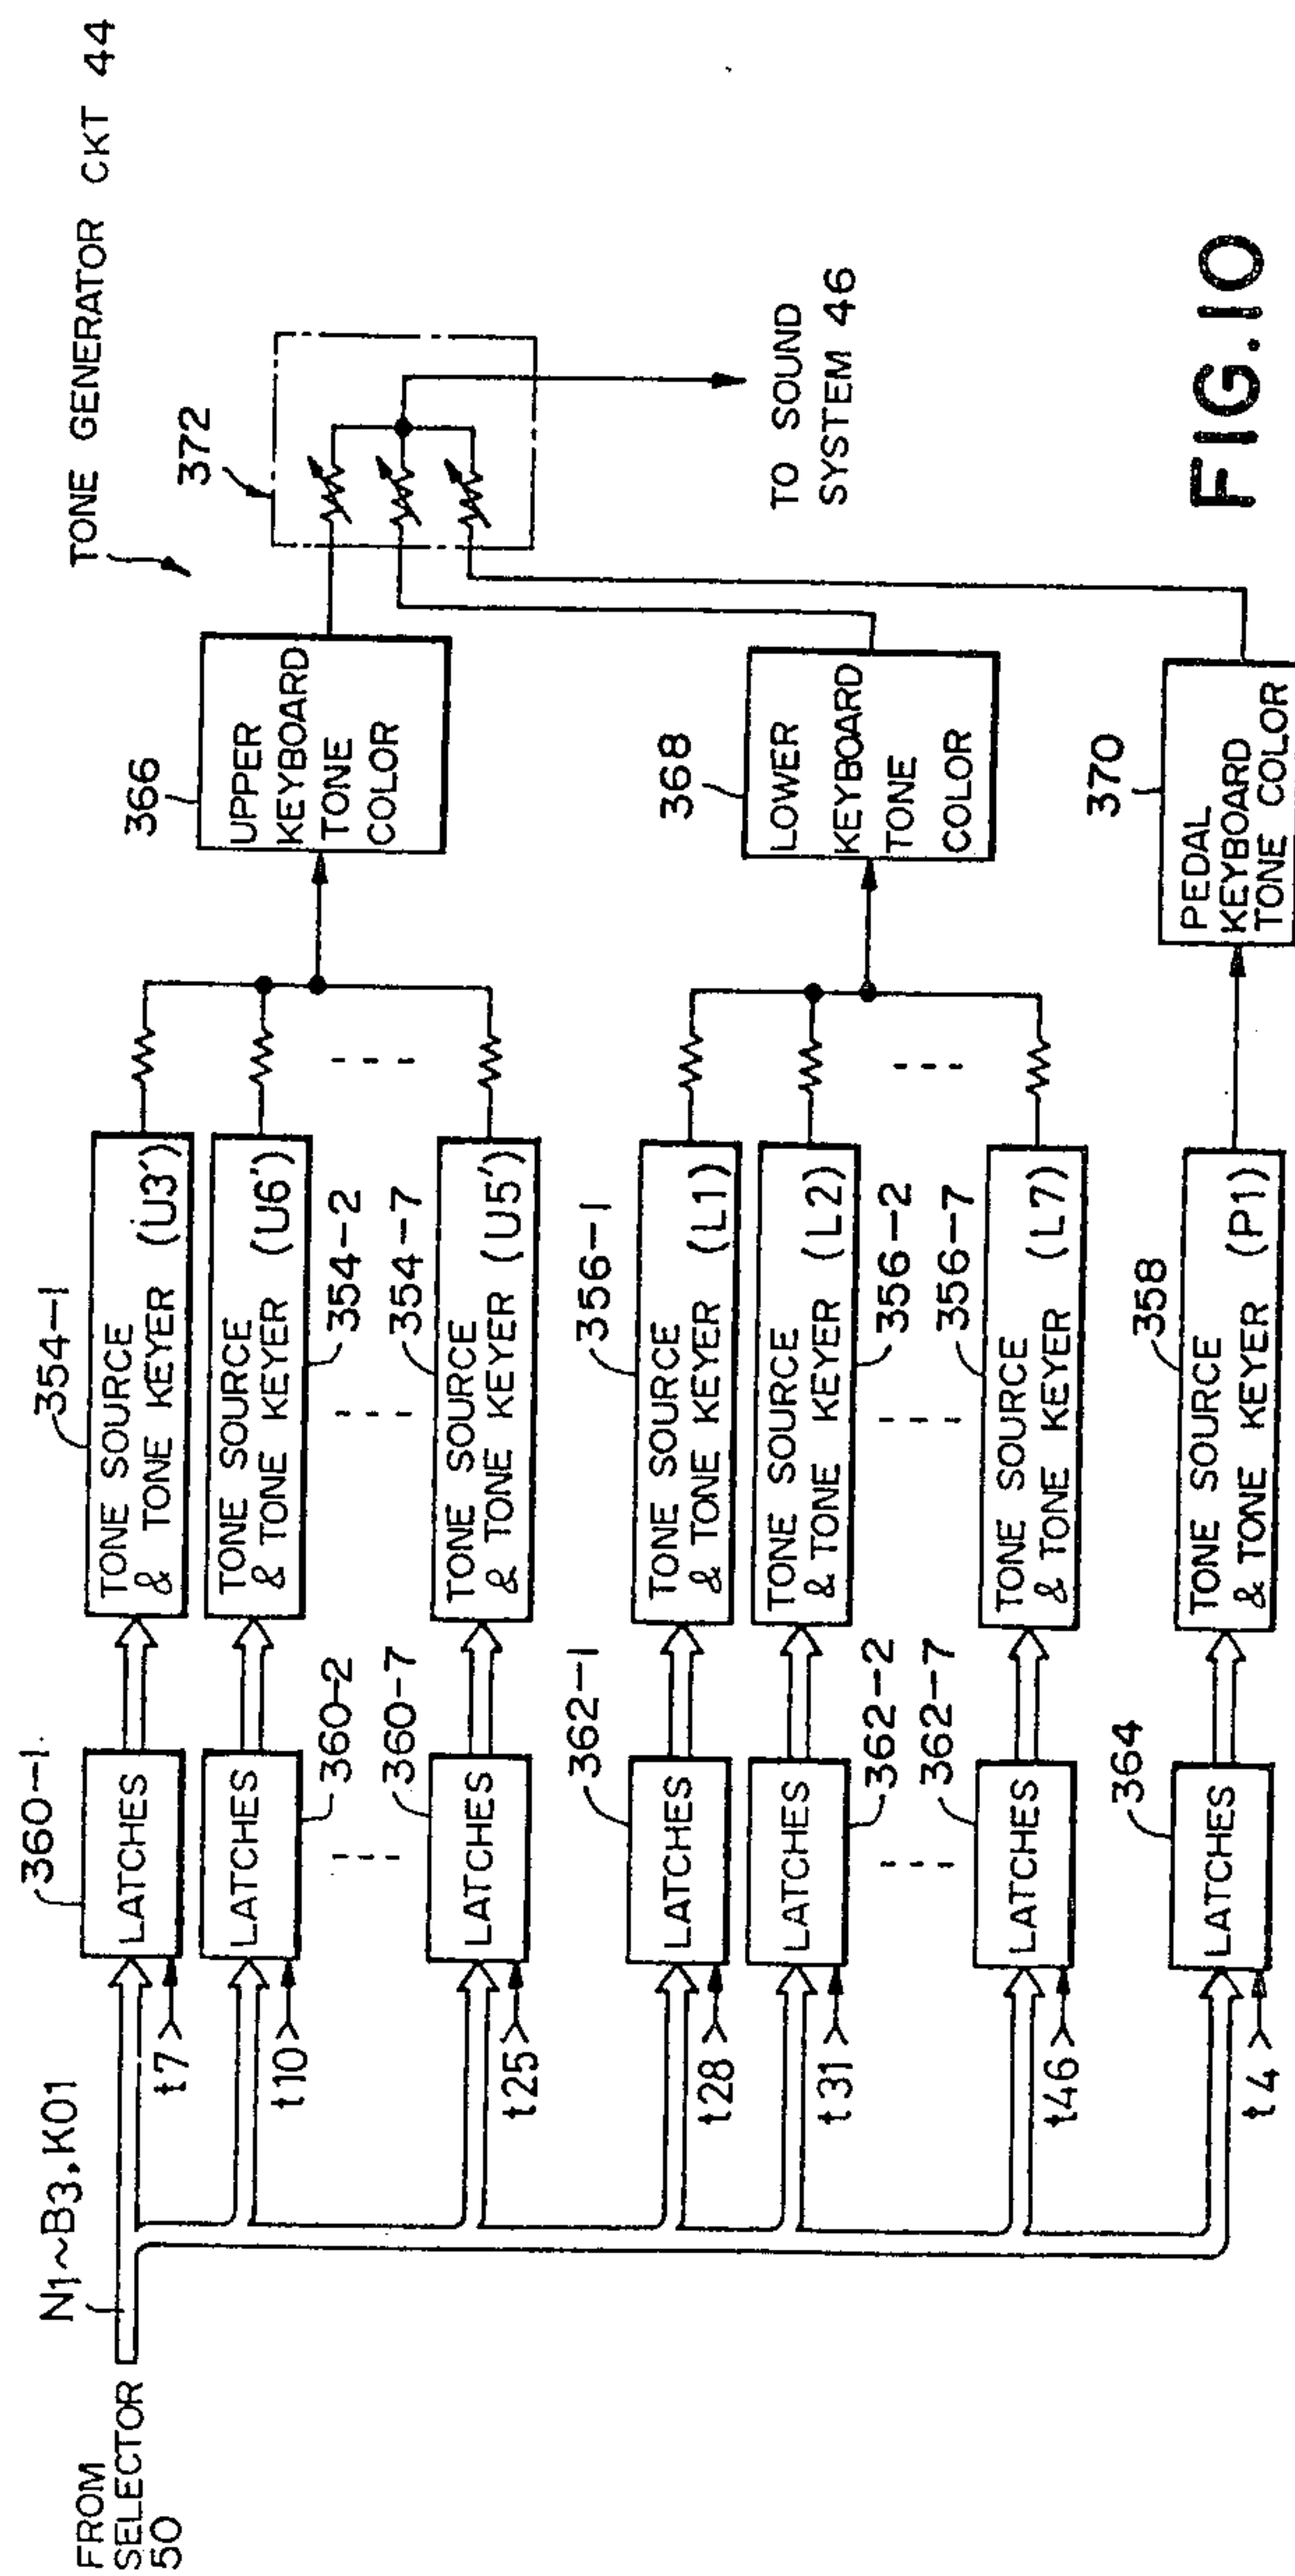 TONE GENERATOR CKT 44
FROM
SELECTOR
50
N1~B3, KO1
360-1
LATCHES
t7
354-1
TONE SOURCE
& TONE KEYER (U3')
LATCHES
t10
360-2
TONE SOURCE
& TONE KEYER (U6')
354-2
360-7
LATCHES
t25
354-7
TONE SOURCE
& TONE KEYER (U5')
366
UPPER
KEYBOARD
TONE
COLOR
372
TO SOUND
SYSTEM 46
362-1
LATCHES
t28
356-1
TONE SOURCE
& TONE KEYER (L1)
LATCHES
t31
362-2
TONE SOURCE
& TONE KEYER (L2)
356-2
362-7
LATCHES
t46
356-7
TONE SOURCE
& TONE KEYER (L7)
368
LOWER
KEYBOARD
TONE
COLOR
364
LATCHES
t4
358
TONE SOURCE
& TONE KEYER (P1)
370
PEDAL
KEYBOARD
TONE COLOR
FIG.10